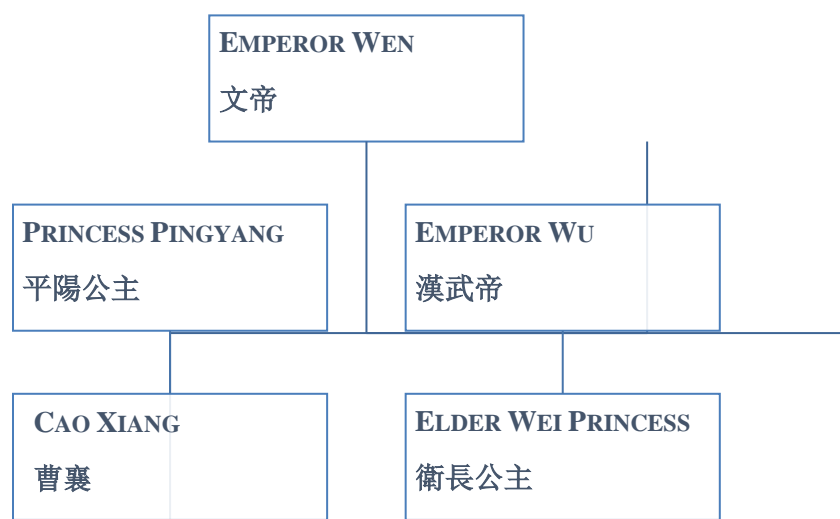 EMPEROR WEN
文帝
PRINCESS PINGYANG
平陽公主
EMPEROR WU
漢武帝
CAO XIANG
曹襄
ELDER WEI PRINCESS
衛長公主